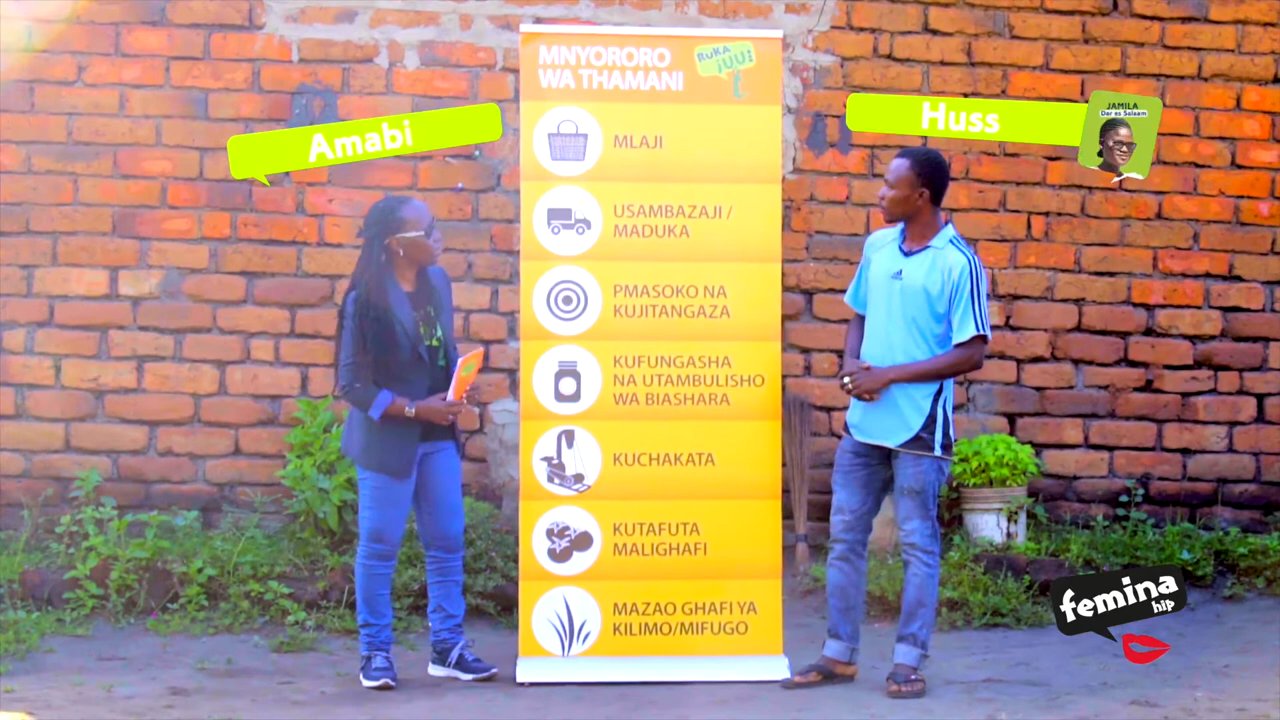 MNYORORO
WA THAMANI
RUKA
JUU!
MLAJI
USAMBAZAJI /
MADUKA
PMASOKO NA
KUJITANGAZA
KUFUNGASHA
NA UTAMBULISHO
WA BIASHARA
KUCHAKATA
KUTAFUTA
MALIGHAFI
MAZAO GHAFI YA
KILIMO/MIFUGO
Amabi
Huss
JAMILA
Dar es Salaam
femina
hip